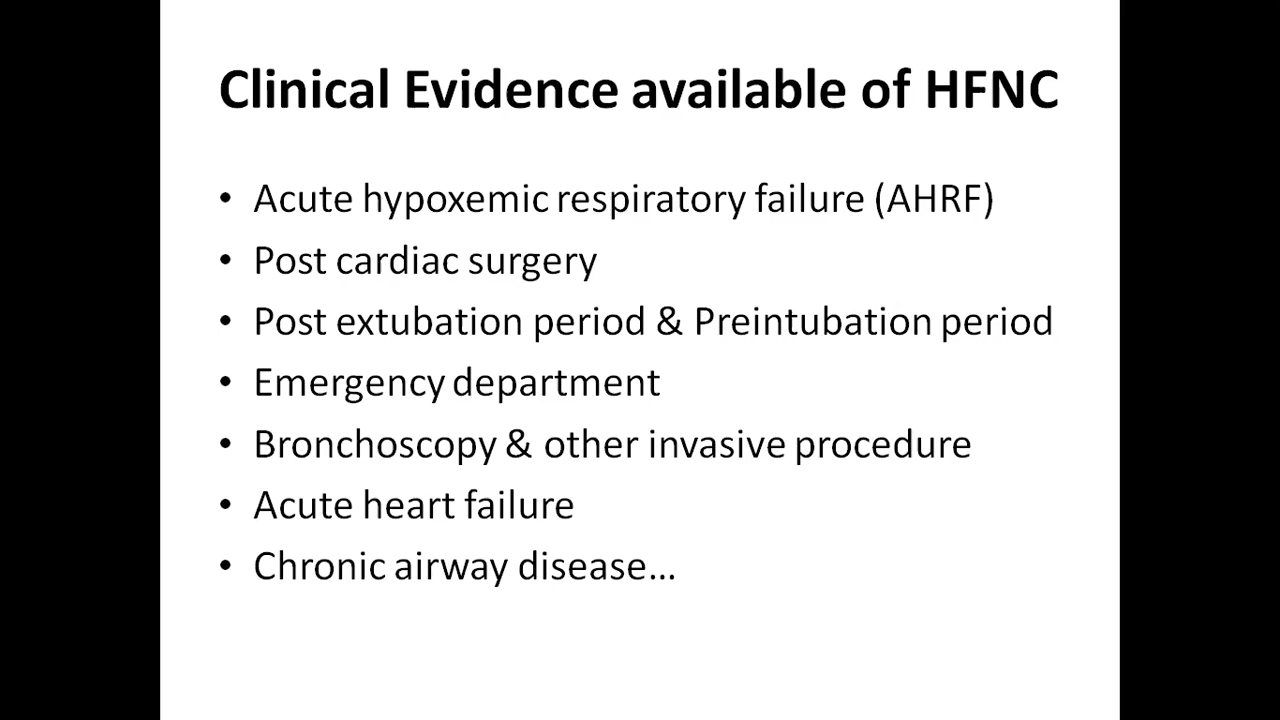 Clinical Evidence available of HFNC
• Acute hypoxemic respiratory failure (AHRF)
• Post cardiac surgery
• Post extubation period & Preintubation period
• Emergency department
• Bronchoscopy & other invasive procedure
• Acute heart failure
• Chronic airway disease…